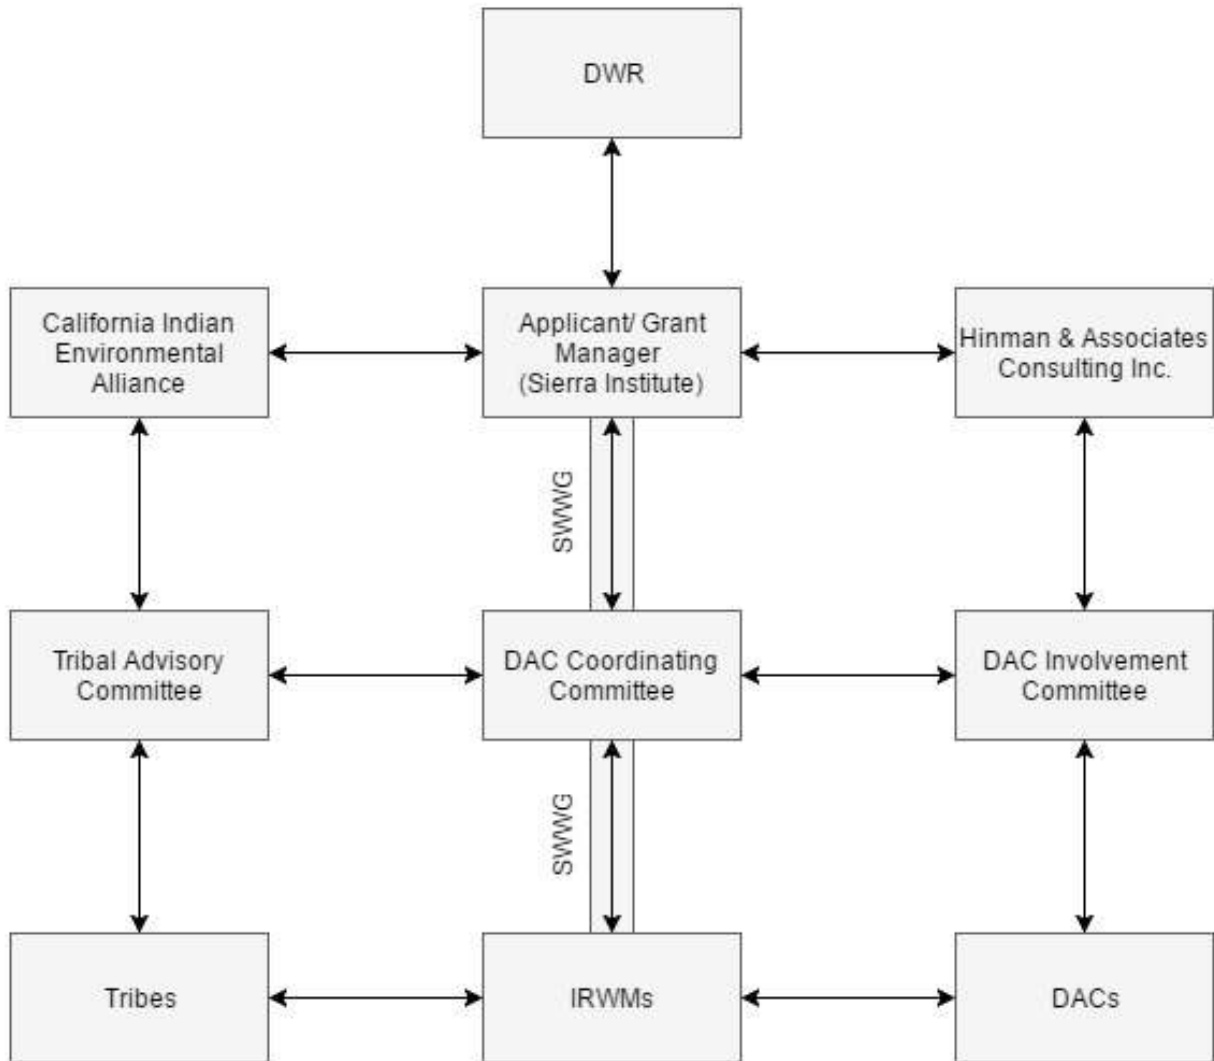 DWR
California Indian
Environmental
Alliance
Applicant/ Grant
Manager
(Sierra Institute)
Hinman & Associates
Consulting Inc.
SWWG
Tribal Advisory
Committee
DAC Coordinating
Committee
DAC Involvement
Committee
SWWG
Tribes
IRWMs
DACs